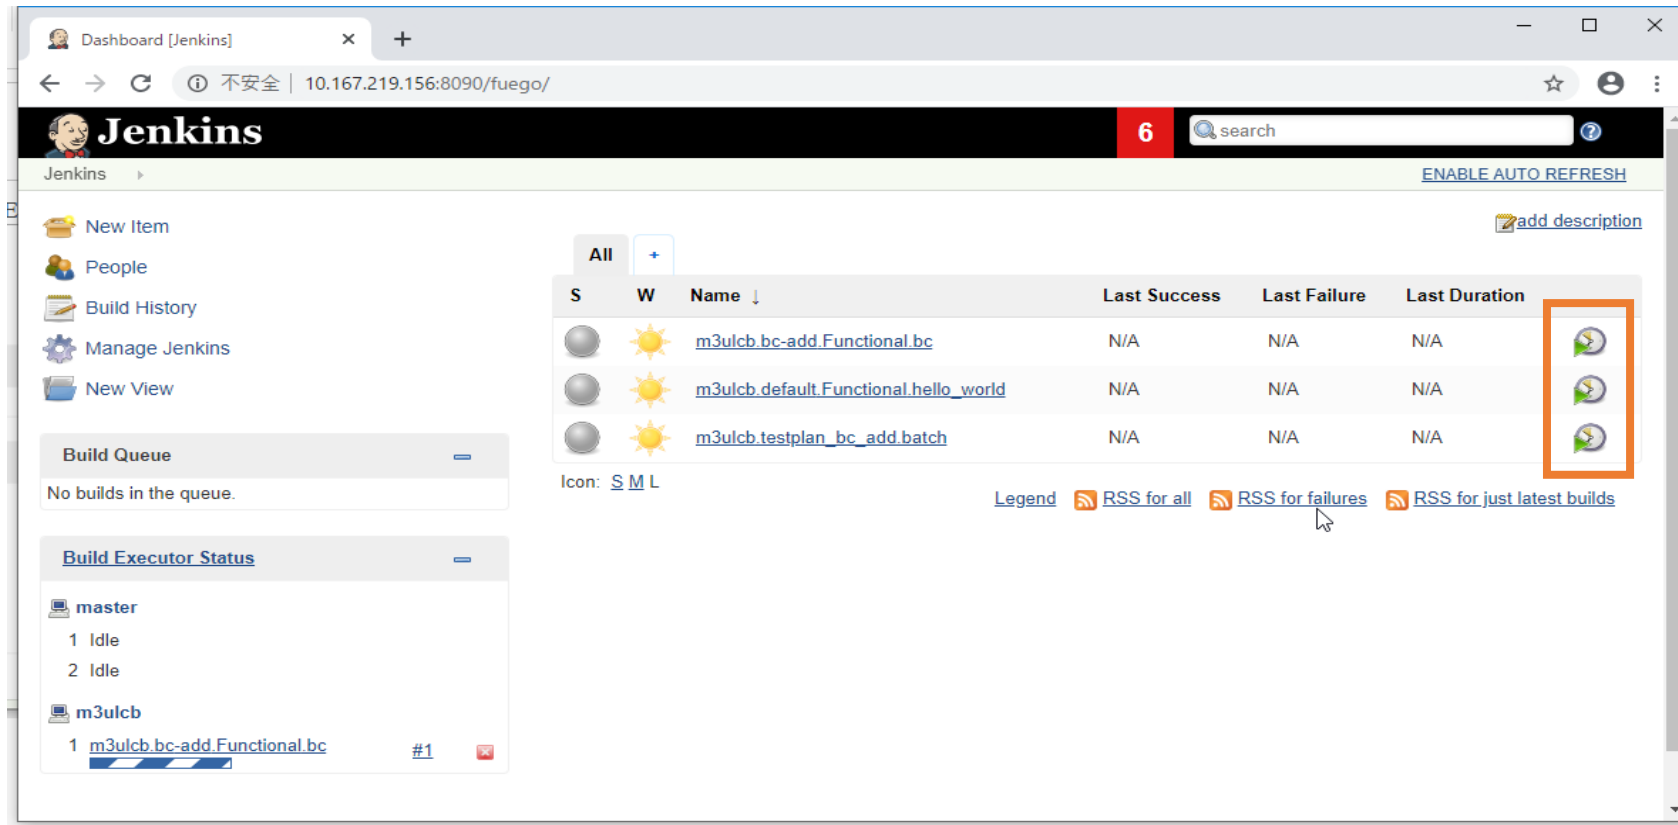 Dashboard [Jenkins]
不安全 | 10.167.219.156:8090/fuego/
Jenkins
6
search
Jenkins
ENABLE AUTO REFRESH
New Item
People
Build History
Manage Jenkins
New View
add description
All +
S W Name ↓ Last Success Last Failure Last Duration
m3ulcb.bc-add.Functional.bc N/A N/A N/A
m3ulcb.default.Functional.hello_world N/A N/A N/A
m3ulcb.testplan_bc_add.batch N/A N/A N/A
Icon: S M L
Legend RSS for all RSS for failures RSS for just latest builds
Build Queue
No builds in the queue.
Build Executor Status
master
1 Idle
2 Idle
m3ulcb
1 m3ulcb.bc-add.Functional.bc #1